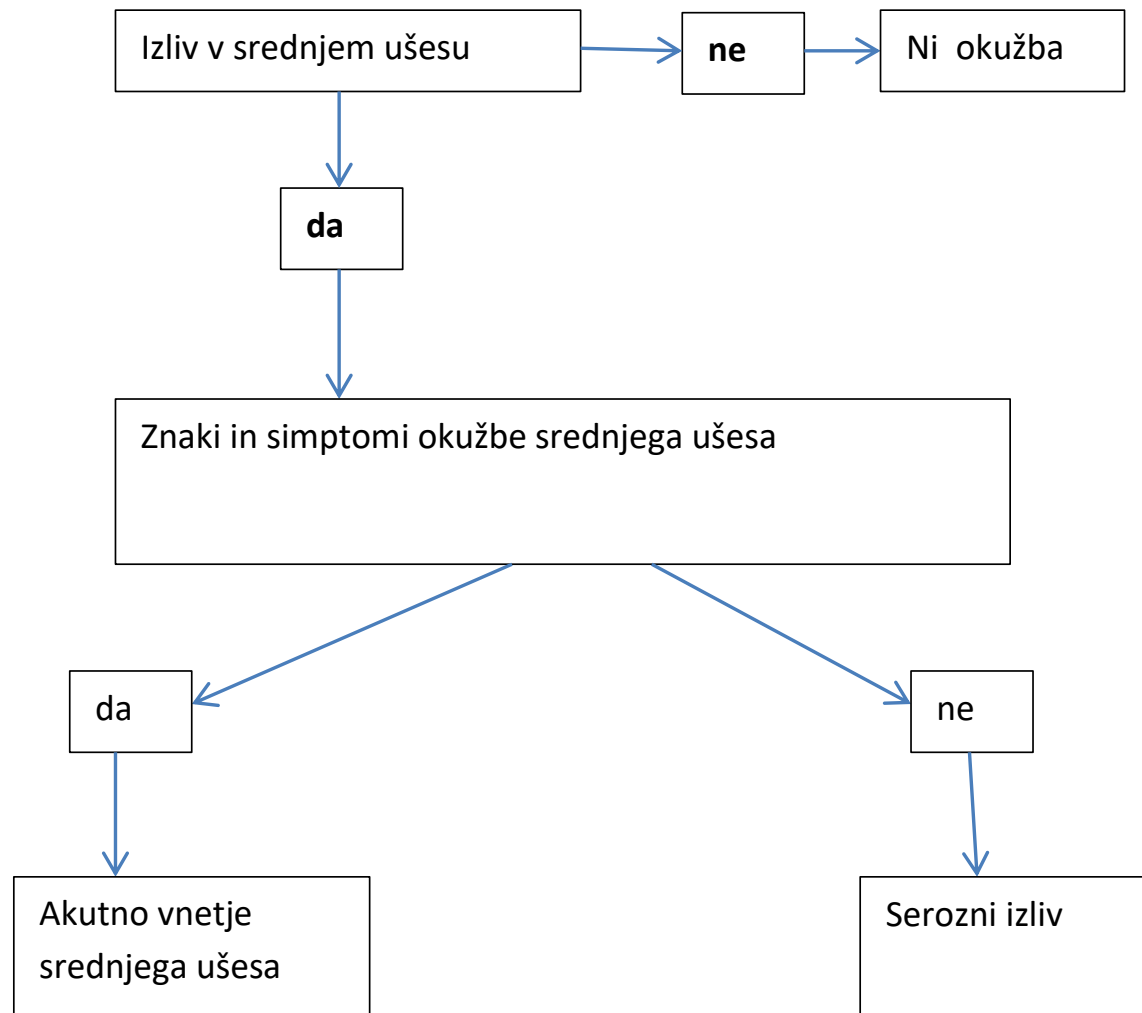 Izliv v srednjem ušesu
ne
Ni okužba
da
Znaki in simptomi okužbe srednjega ušesa
da
ne
Akutno vnetje
srednjega ušesa
Serozni izliv